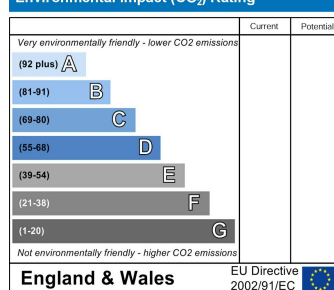 Environmental Impact (CO₂) Rating
Current Potential
Very environmentally friendly - lower CO2 emissions
(92 plus) A
(81-91) B
(69-80) C
(55-68) D
(39-54) E
(21-38) F
(1-20) G
Not environmentally friendly - higher CO2 emissions
England & Wales
EU Directive
2002/91/EC